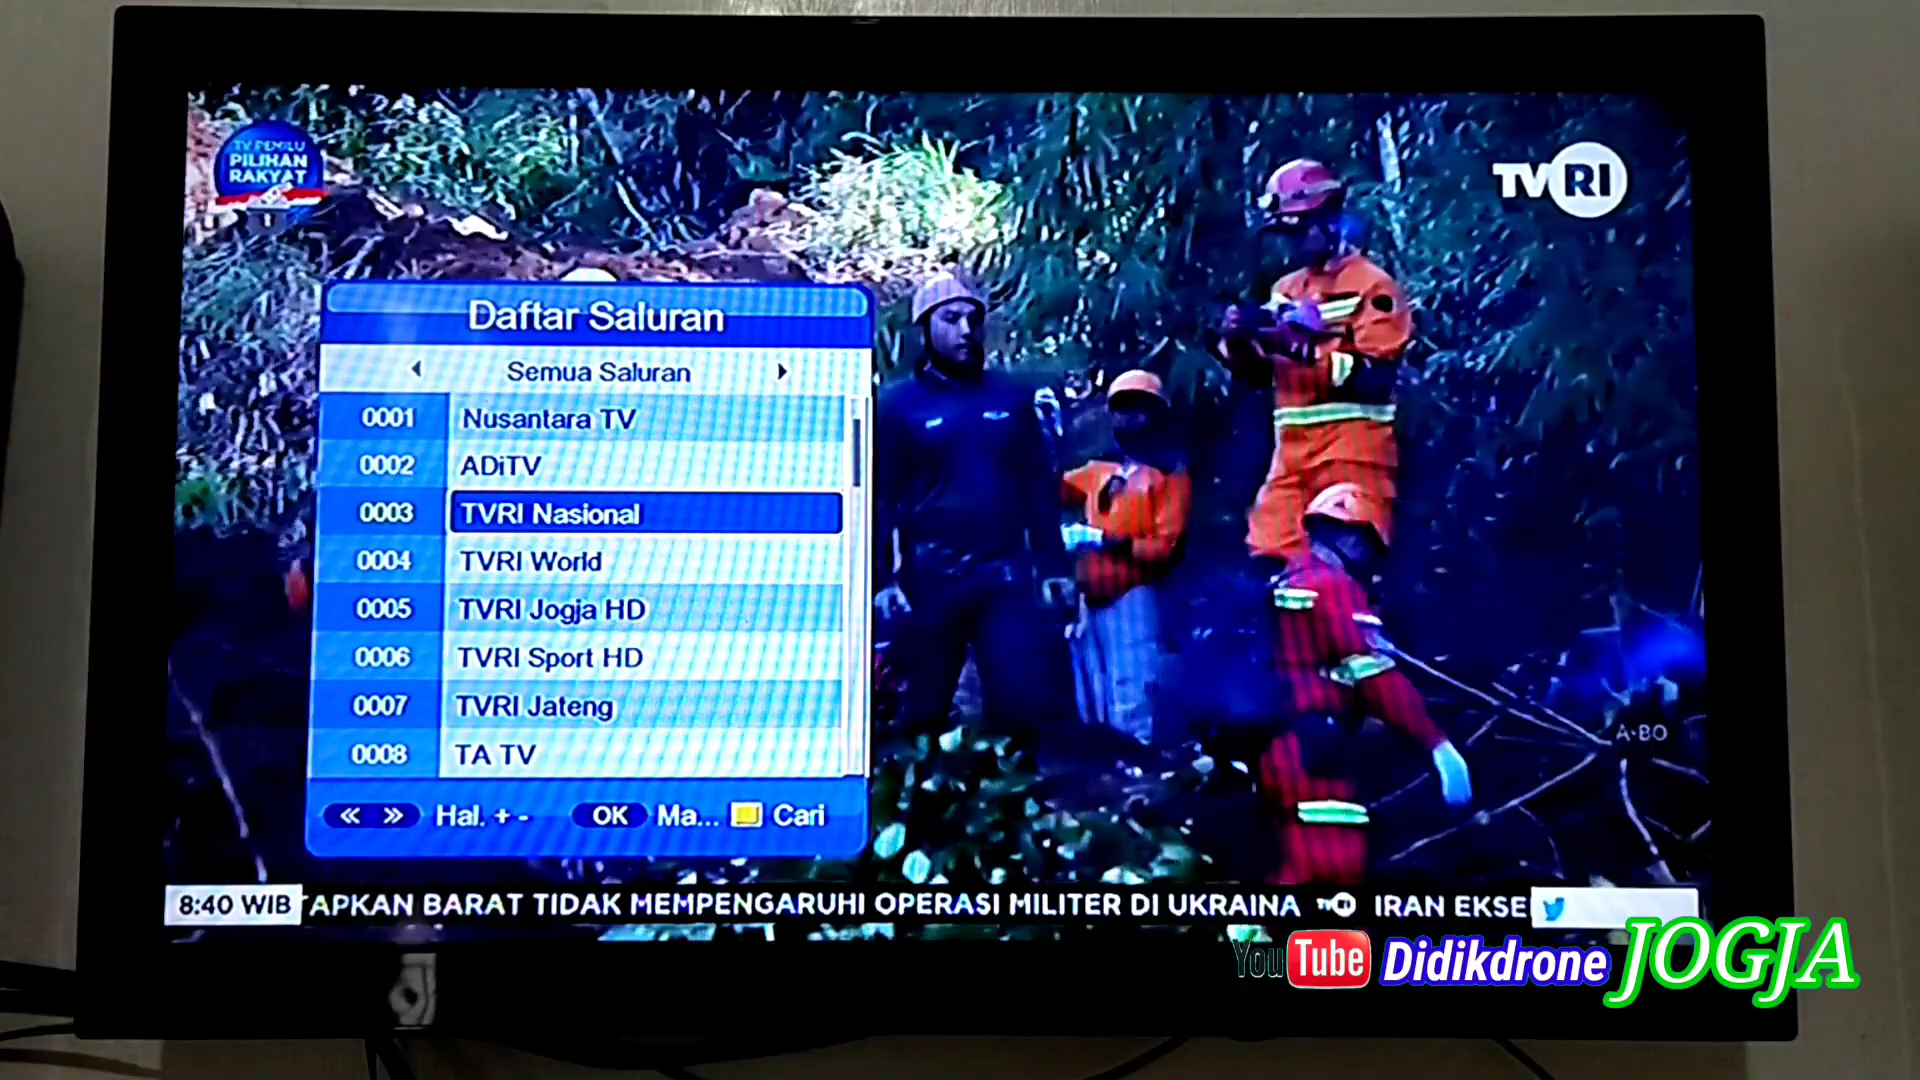 TV PEMILU
PILIHAN
RAKYAT
TVRI
Daftar Saluran
Semua Saluran
0001 Nusantara TV
0002 ADiTV
0003 TVRI Nasional
0004 TVRI World
0005 TVRI Jogja HD
0006 TVRI Sport HD
0007 TVRI Jateng
0008 TA TV
Hal. + - OK Ma... Cari
A-BO
8:40 WIB TAPKAN BARAT TIDAK MEMPENGARUHI OPERASI MILITER DI UKRAINA TVRI IRAN EKSE
YouTube Didikdrone JOGJA